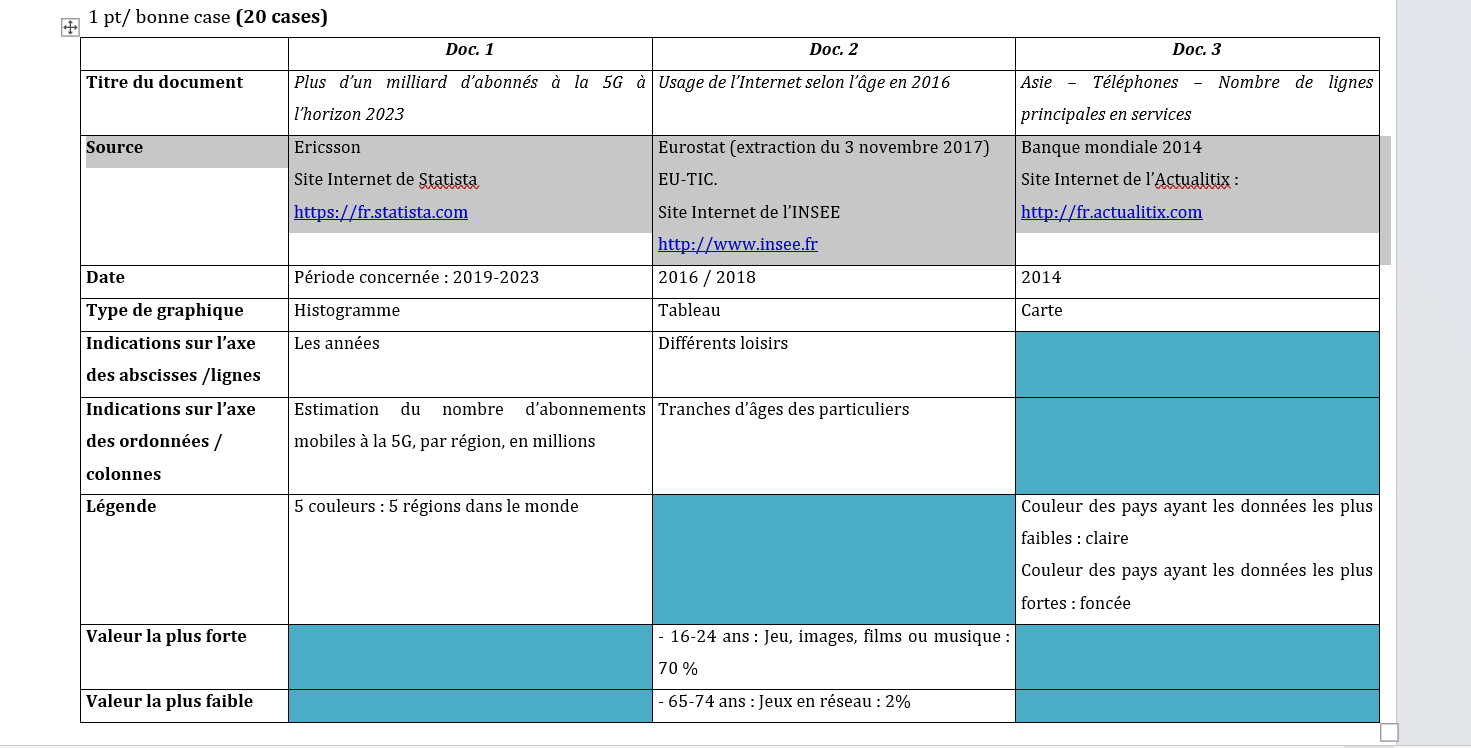 1 pt/ bonne case (20 cases)
Doc. 1 Doc. 2 Doc. 3
Titre du document
Plus d’un milliard d’abonnés à la 5G à
l’horizon 2023
Usage de l’Internet selon l’âge en 2016
Asie – Téléphones – Nombre de lignes
principales en services
Source
Ericsson
Site Internet de Statista
https://fr.statista.com
Eurostat (extraction du 3 novembre 2017)
EU-TIC.
Site Internet de l’INSEE
http://www.insee.fr
Banque mondiale 2014
Site Internet de l’Actualitix :
http://fr.actualitix.com
Date
Période concernée : 2019-2023
2016 / 2018
2014
Type de graphique
Histogramme
Tableau
Carte
Indications sur l’axe
des abscisses /lignes
Les années
Différents loisirs
Indications sur l’axe
des ordonnées /
colonnes
Estimation du nombre d’abonnements
mobiles à la 5G, par région, en millions
Tranches d’âges des particuliers
Légende
5 couleurs : 5 régions dans le monde
Couleur des pays ayant les données les plus
faibles : claire
Couleur des pays ayant les données les plus
fortes : foncée
Valeur la plus forte
- 16-24 ans : Jeu, images, films ou musique :
70 %
Valeur la plus faible
- 65-74 ans : Jeux en réseau : 2%